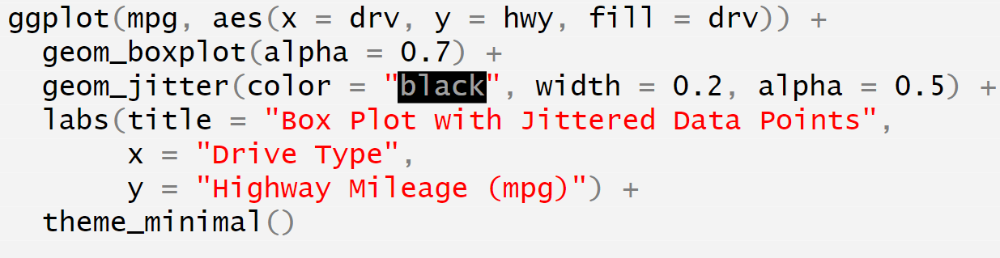 ggplot(mpg, aes(x = drv, y = hwy, fill = drv)) +
  geom_boxplot(alpha = 0.7) +
  geom_jitter(color = "black", width = 0.2, alpha = 0.5) +
  labs(title = "Box Plot with Jittered Data Points",
       x = "Drive Type",
       y = "Highway Mileage (mpg)") +
  theme_minimal()